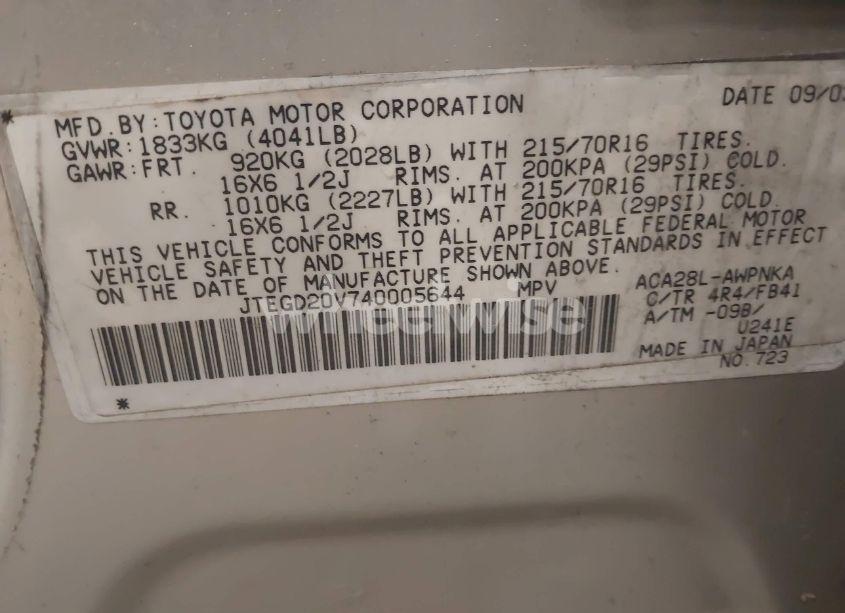 * MFD. BY: TOYOTA MOTOR CORPORATION DATE 09/03
GVWR: 1833KG (4041LB)
GAWR: FRT. 920KG (2028LB) WITH 215/70R16 TIRES.
16X6 1/2J RIMS. AT 200KPA (29PSI) COLD.
RR. 1010KG (2227LB) WITH 215/70R16 TIRES.
16X6 1/2J RIMS. AT 200KPA (29PSI) COLD.
THIS VEHICLE CONFORMS TO ALL APPLICABLE FEDERAL MOTOR
VEHICLE SAFETY AND THEFT PREVENTION STANDARDS IN EFFECT
ON THE DATE OF MANUFACTURE SHOWN ABOVE.
JTEGD20V740005644 MPV
ACA28L-AWPNKA
C/TR 4R4/FB41
A/TM -09B/
U241E
MADE IN JAPAN
NO. 723
*
wheelwise